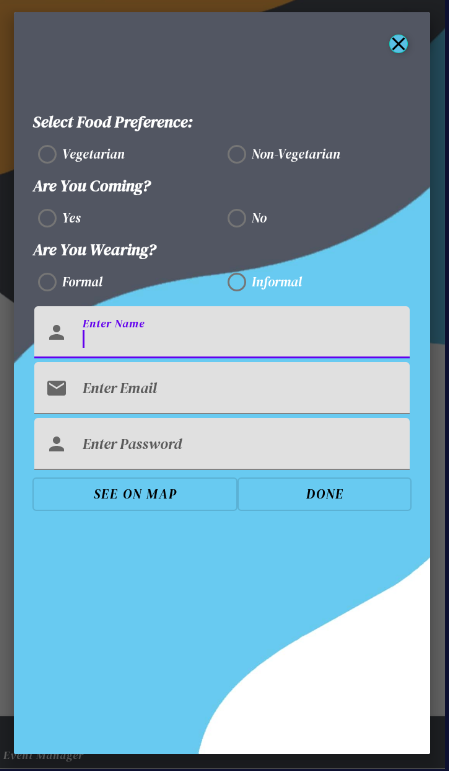 Select Food Preference:
Vegetarian Non-Vegetarian
Are You Coming?
Yes No
Are You Wearing?
Formal Informal
Enter Name
Enter Email
Enter Password
SEE ON MAP DONE
Event Manager